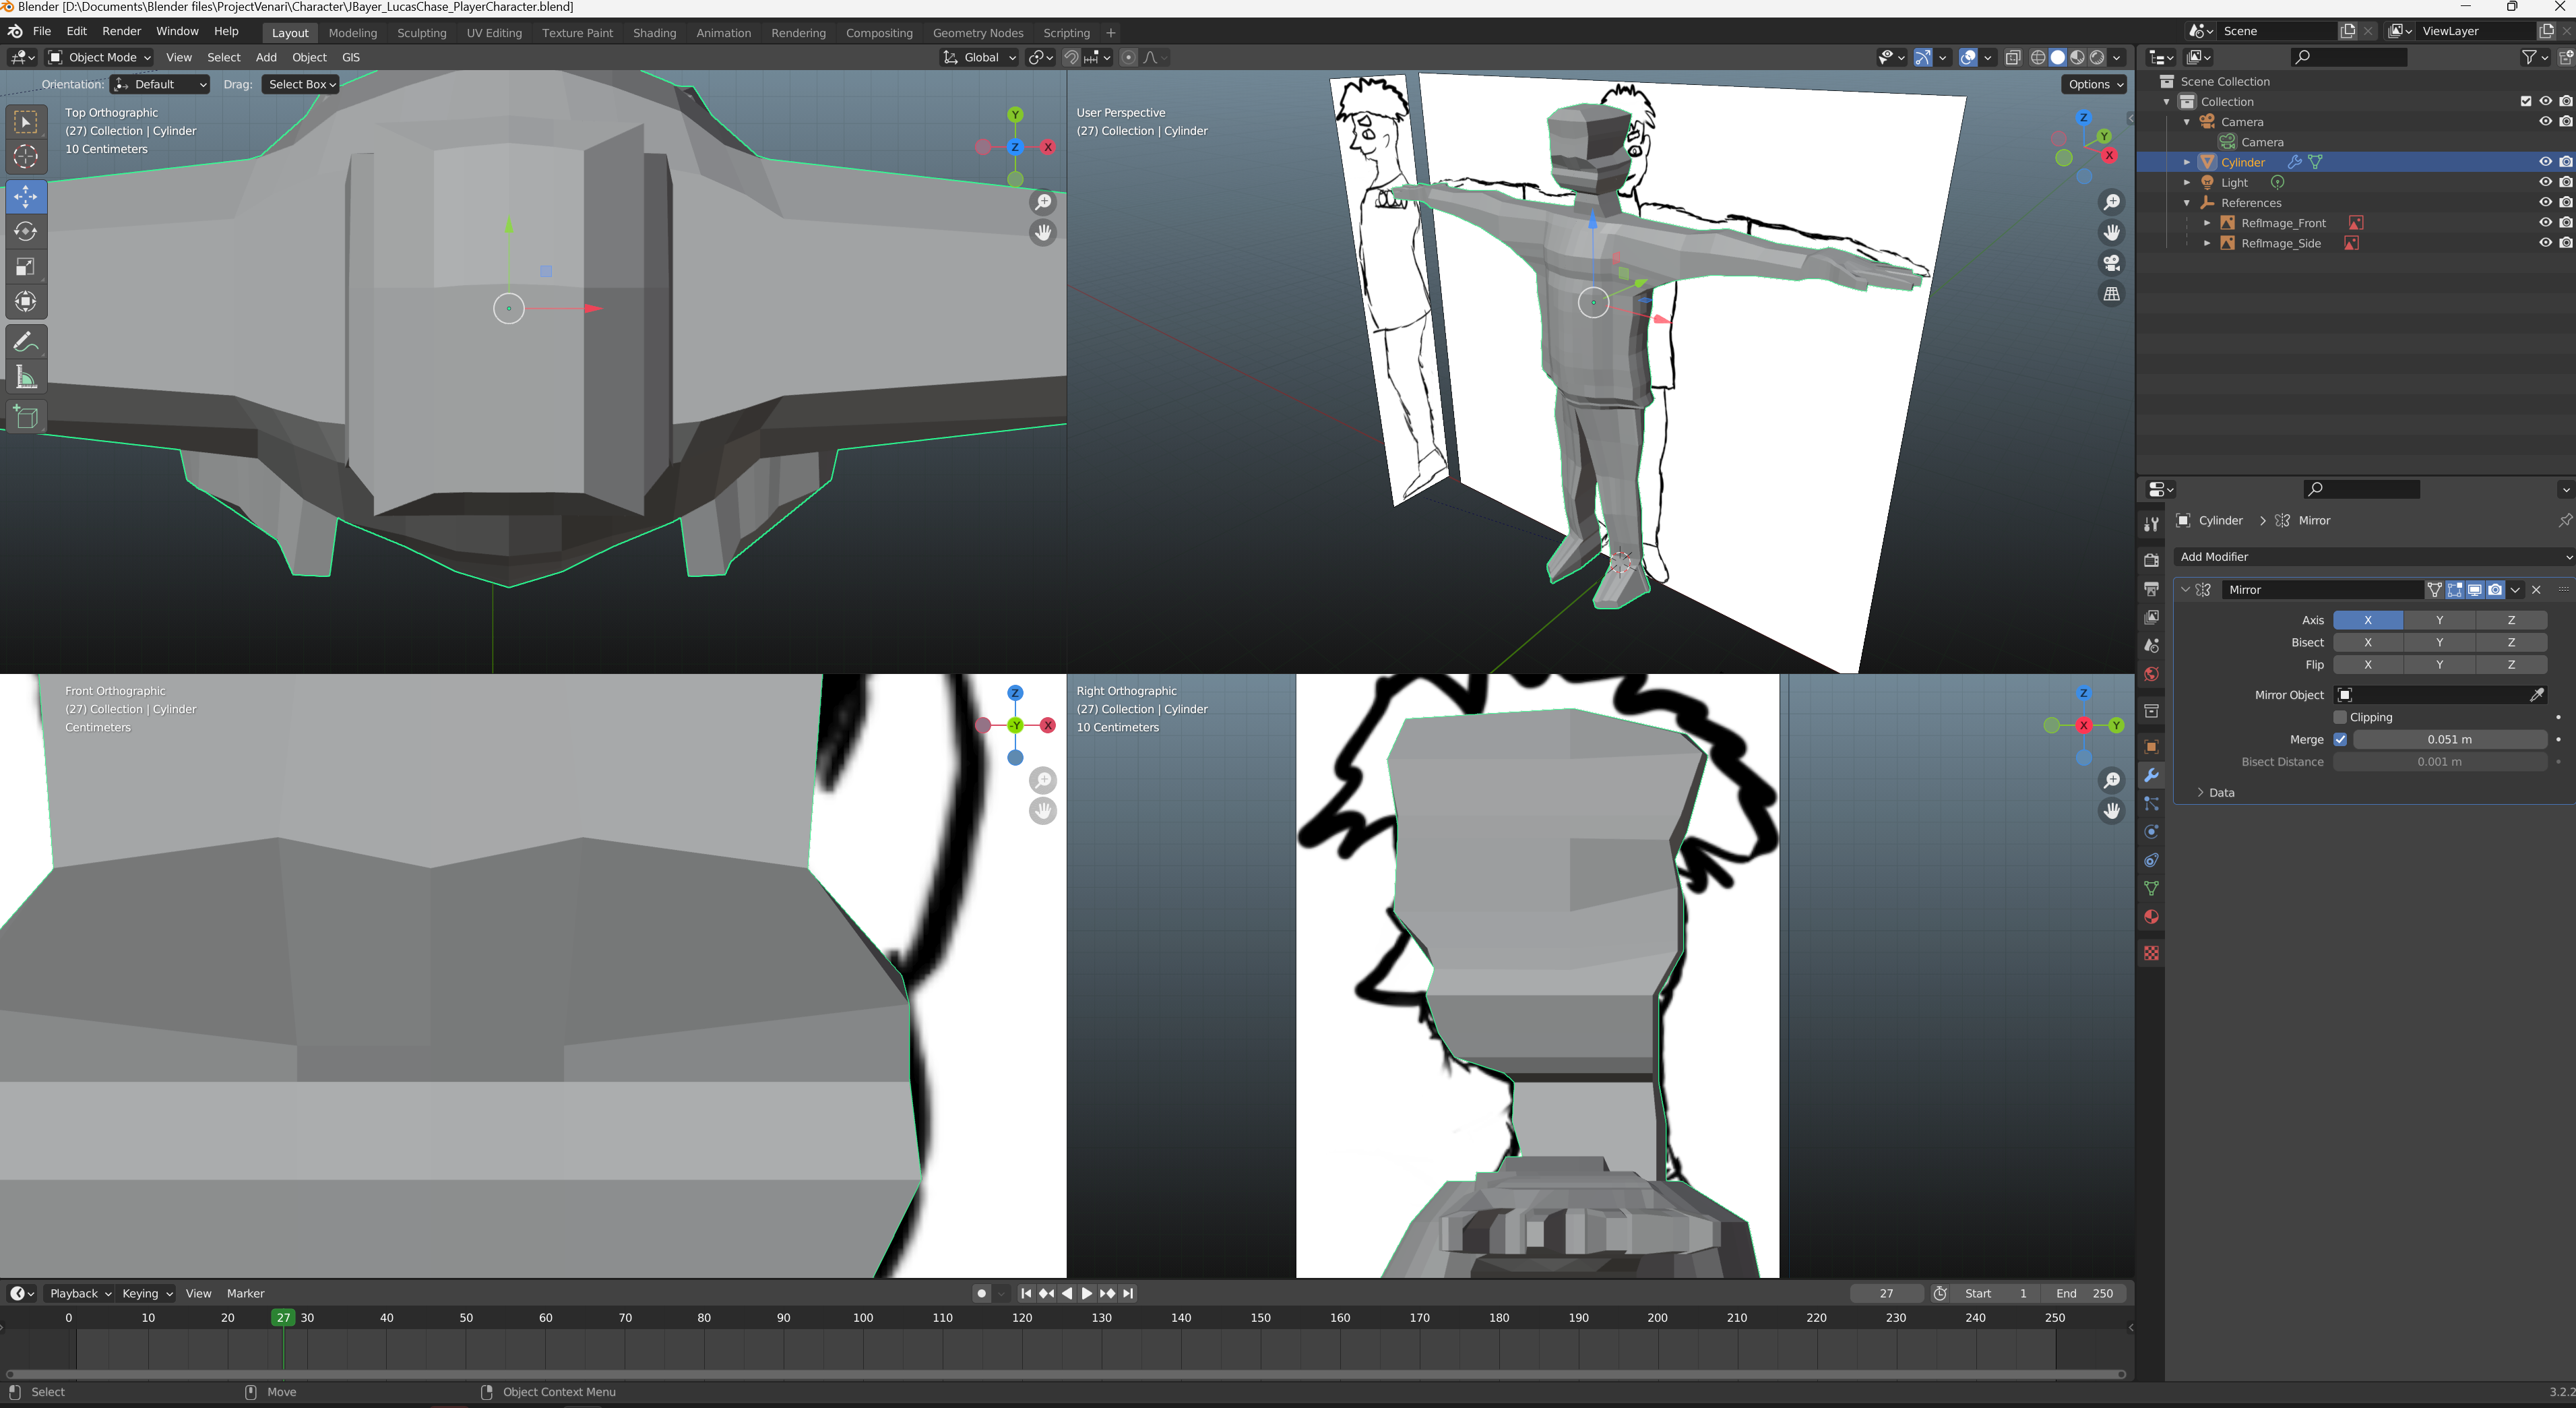 Blender [D:\Documents\Blender files\ProjectVenari\Character\JBayer_LucasChase_PlayerCharacter.blend]
File Edit Render Window Help Layout Modeling Sculpting UV Editing Texture Paint Shading Animation Rendering Compositing Geometry Nodes Scripting + Scene ViewLayer
Object Mode View Select Add Object GIS Global
Orientation: Default Drag: Select Box Options
Top Orthographic
(27) Collection | Cylinder
10 Centimeters
Y
Z
X
User Perspective
(27) Collection | Cylinder
Z
Y
X
Scene Collection
Collection
Camera
Camera
Cylinder
Light
References
RefImage_Front
RefImage_Side
Cylinder > Mirror
Add Modifier
Mirror
Axis X Y Z
Bisect X Y Z
Flip X Y Z
Mirror Object
Clipping
Merge 0.051 m
Bisect Distance 0.001 m
Data
Front Orthographic
(27) Collection | Cylinder
Centimeters
Z
-Y
X
Right Orthographic
(27) Collection | Cylinder
10 Centimeters
Z
X
Y
Playback Keying View Marker 27 Start 1 End 250
0 10 20 27 30 40 50 60 70 80 90 100 110 120 130 140 150 160 170 180 190 200 210 220 230 240 250
Select Move Object Context Menu 3.2.2